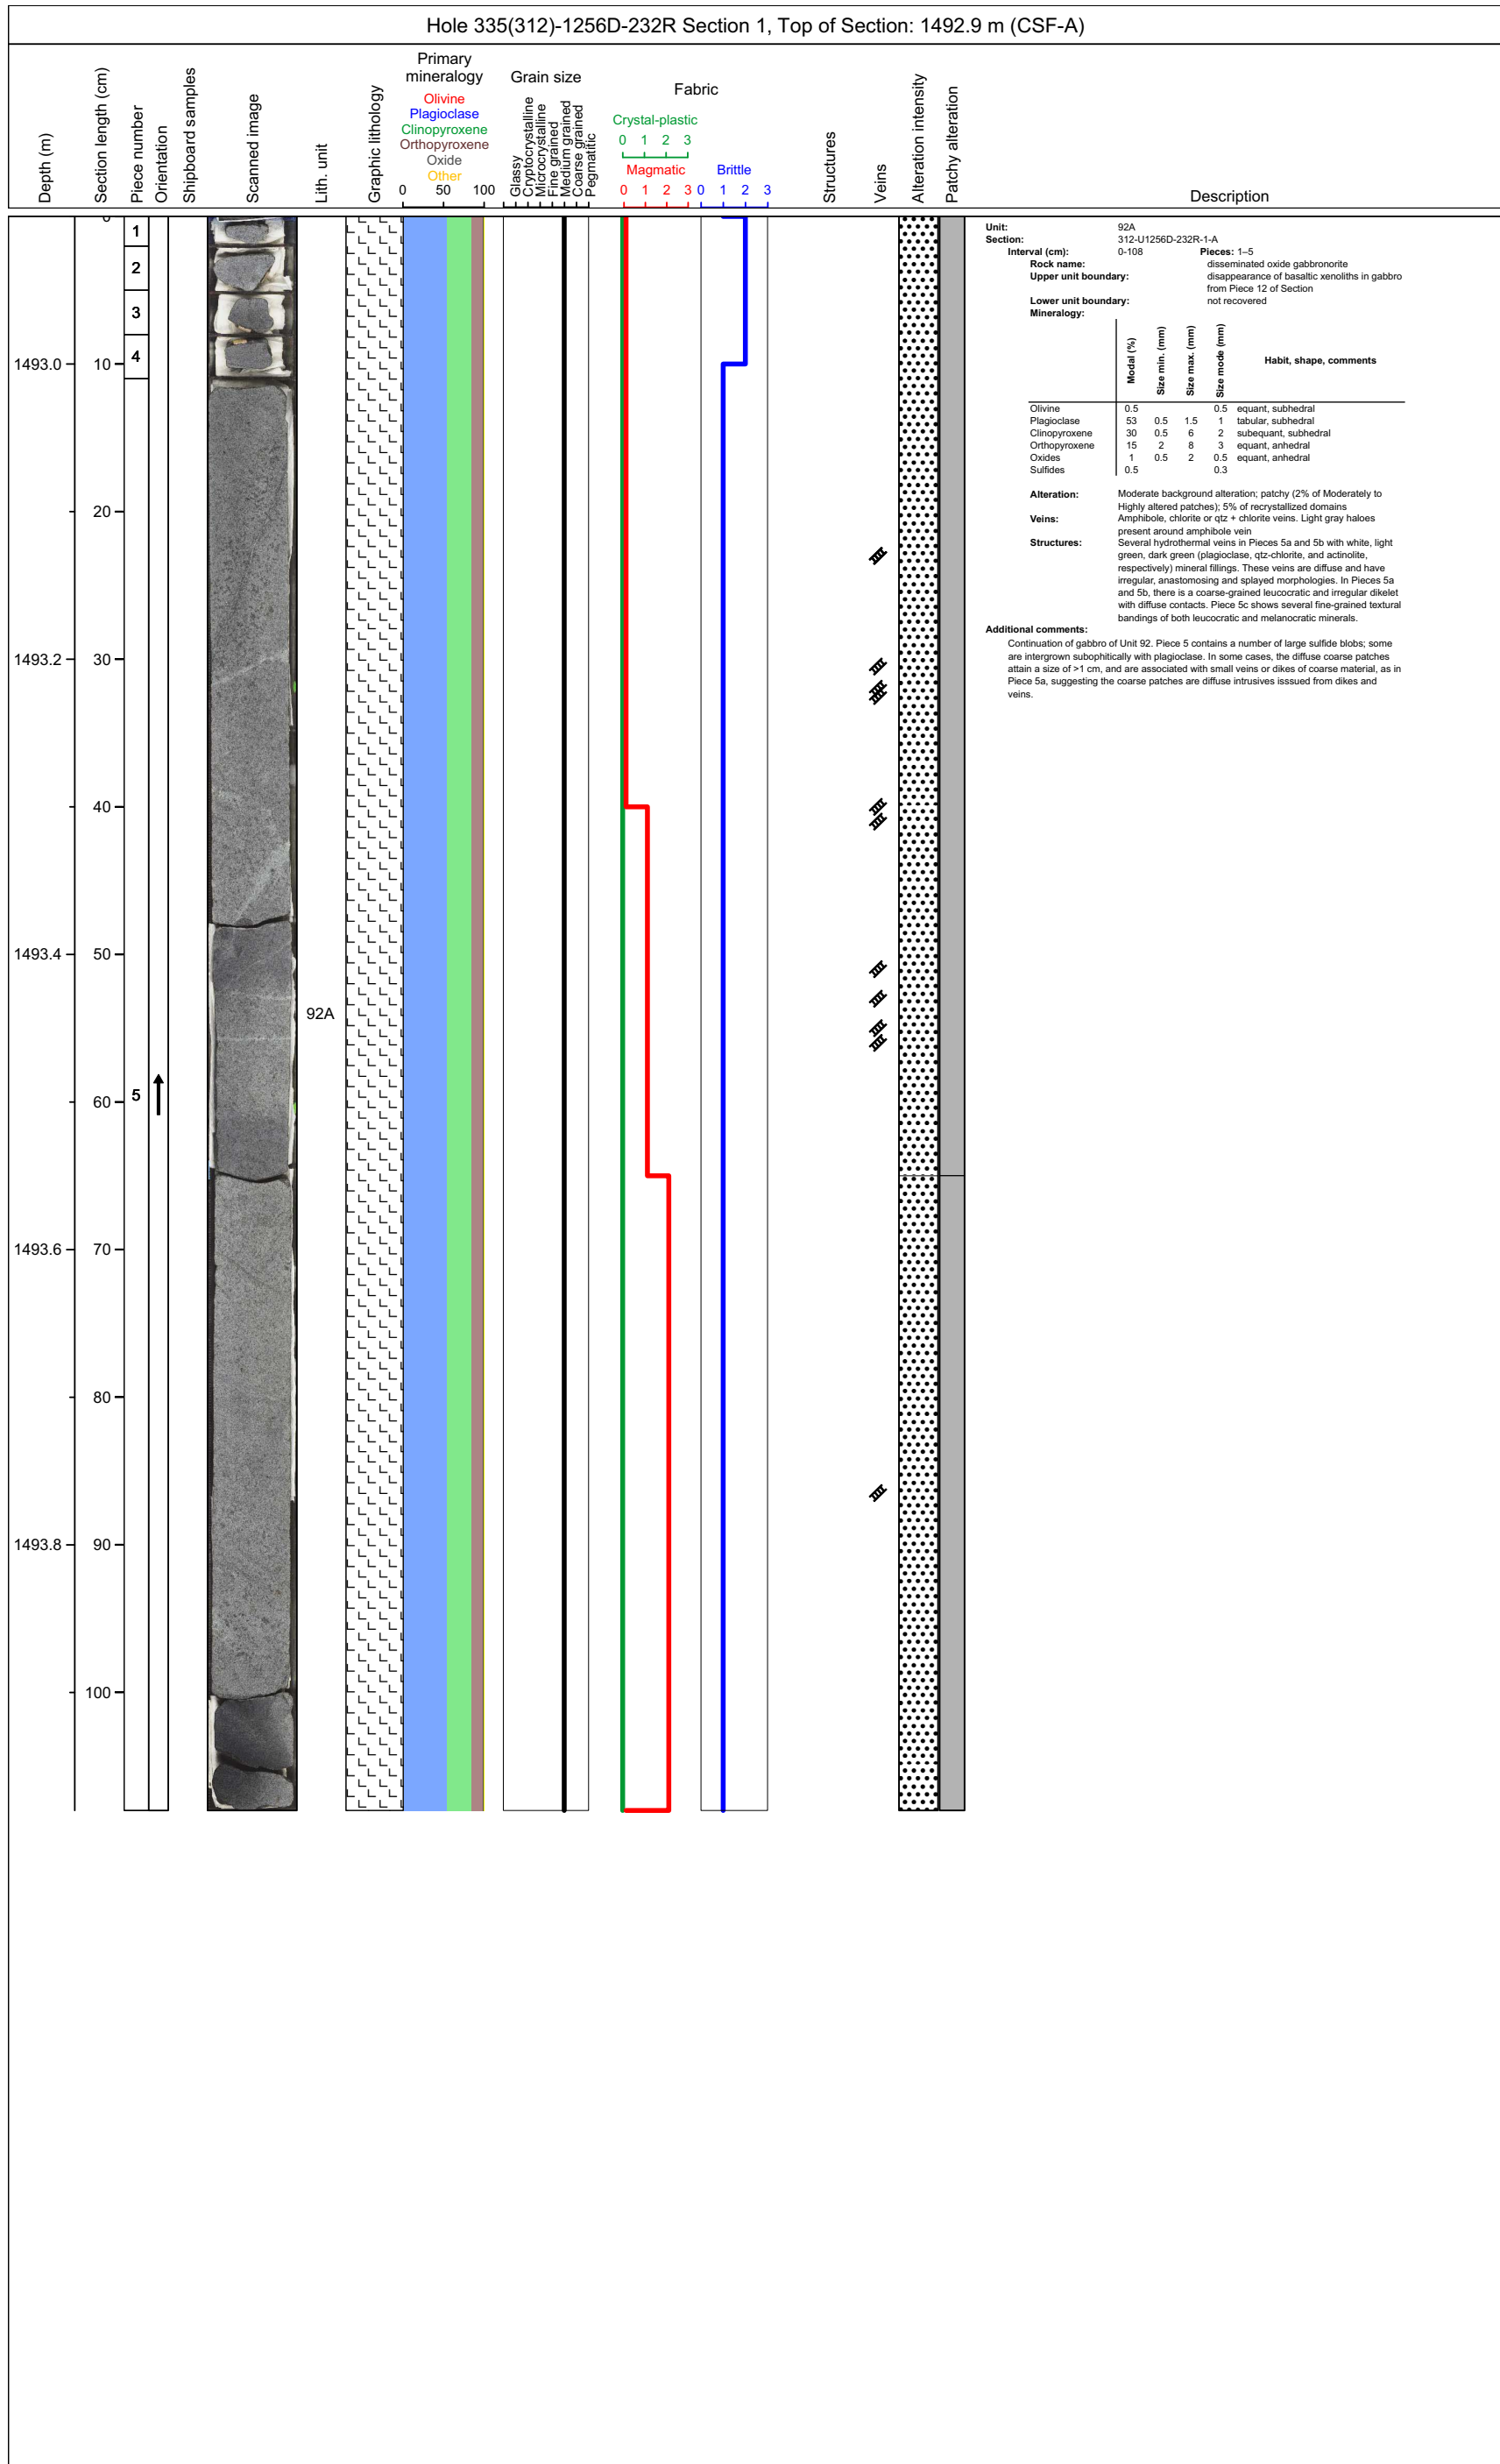 Hole 335(312)-1256D-232R Section 1, Top of Section: 1492.9 m (CSF-A)
Depth (m)
Section length (cm)
Piece number
Orientation
Shipboard samples
Scanned image
Lith. unit
Graphic lithology
Primary
mineralogy
Olivine
Plagioclase
Clinopyroxene
Orthopyroxene
Oxide
Other
0 50 100
Grain size
Glassy
Cryptocrystalline
Microcrystalline
Fine grained
Medium grained
Coarse grained
Pegmatitic
Fabric
Crystal-plastic
0 1 2 3
Magmatic
0 1 2 3
Brittle
0 1 2 3
Structures
Veins
Alteration intensity
Patchy alteration
Description
0
1
2
3
4
1493.0 10
20
1493.2 30
40
1493.4 50
92A
60 5
1493.6 70
80
1493.8 90
100
Unit: 92A
Section: 312-U1256D-232R-1-A
Interval (cm): 0-108 Pieces: 1–5
Rock name: disseminated oxide gabbronorite
Upper unit boundary: disappearance of basaltic xenoliths in gabbro
from Piece 12 of Section
Lower unit boundary: not recovered
Mineralogy:
Modal (%) Size min. (mm) Size max. (mm) Size mode (mm) Habit, shape, comments
Olivine 0.5 0.5 equant, subhedral
Plagioclase 53 0.5 1.5 1 tabular, subhedral
Clinopyroxene 30 0.5 6 2 subequant, subhedral
Orthopyroxene 15 2 8 3 equant, anhedral
Oxides 1 0.5 2 0.5 equant, anhedral
Sulfides 0.5 0.3
Alteration: Moderate background alteration; patchy (2% of Moderately to
Highly altered patches); 5% of recrystallized domains
Veins: Amphibole, chlorite or qtz + chlorite veins. Light gray haloes
present around amphibole vein
Structures: Several hydrothermal veins in Pieces 5a and 5b with white, light
green, dark green (plagioclase, qtz-chlorite, and actinolite,
respectively) mineral fillings. These veins are diffuse and have
irregular, anastomosing and splayed morphologies. In Pieces 5a
and 5b, there is a coarse-grained leucocratic and irregular dikelet
with diffuse contacts. Piece 5c shows several fine-grained textural
bandings of both leucocratic and melanocratic minerals.
Additional comments:
Continuation of gabbro of Unit 92. Piece 5 contains a number of large sulfide blobs; some
are intergrown subophitically with plagioclase. In some cases, the diffuse coarse patches
attain a size of >1 cm, and are associated with small veins or dikes of coarse material, as in
Piece 5a, suggesting the coarse patches are diffuse intrusives isssued from dikes and
veins.